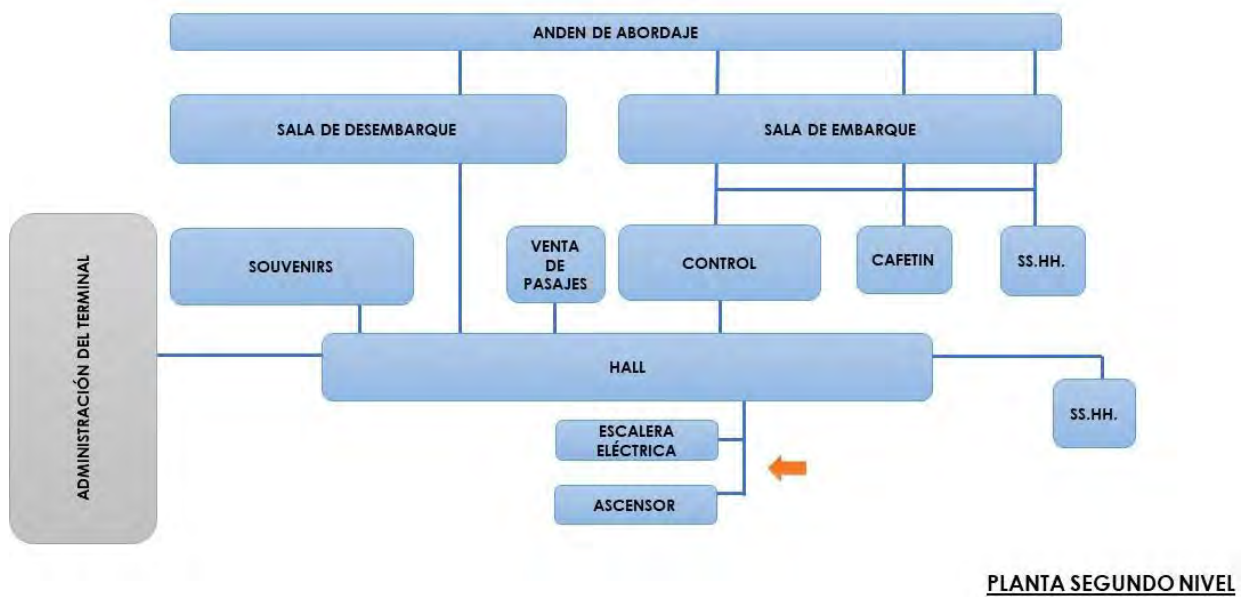 ANDEN DE ABORDAJE
SALA DE DESEMBARQUE
SALA DE EMBARQUE
ADMINISTRACIÓN DEL TERMINAL
SOUVENIRS
VENTA
DE
PASAJES
CONTROL
CAFETIN
SS.HH.
HALL
SS.HH.
ESCALERA
ELÉCTRICA
ASCENSOR
PLANTA SEGUNDO NIVEL